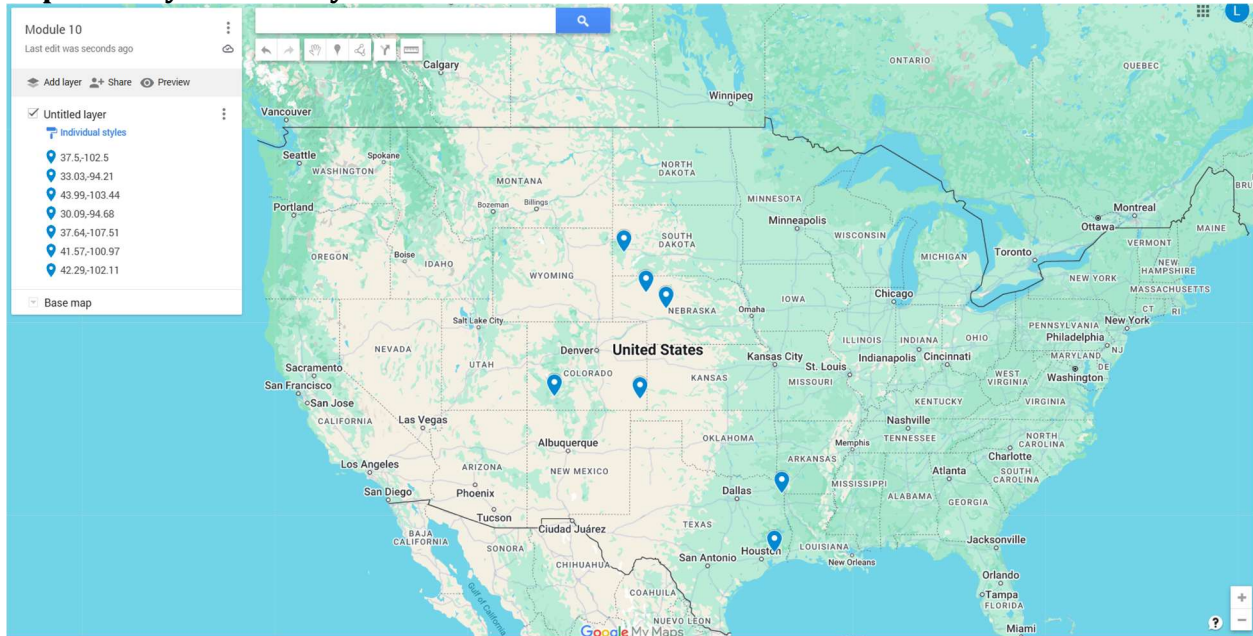 Module 10
Last edit was seconds ago
Add layer Share Preview
Untitled layer
Individual styles
37.5,-102.5
33.03,-94.21
43.99,-103.44
30.09,-94.68
37.64,-107.51
41.57,-100.97
42.29,-102.11
Base map
L
Calgary
ONTARIO
QUEBEC
Winnipeg
Vancouver
Seattle
Spokane
WASHINGTON
NORTH
DAKOTA
MONTANA
BRU
Portland
Bozeman
Billings
MINNESOTA
Montreal
Ottawa
Minneapolis
MAINE
SOUTH
DAKOTA
WISCONSIN
VERMONT
OREGON
Boise
IDAHO
MICHIGAN
Toronto
NEW
HAMPSHIRE
WYOMING
NEW YORK
MASSACHUSETTS
IOWA
Chicago
CT
RI
NEBRASKA
Omaha
Salt Lake City
PENNSYLVANIA
New York
ILLINOIS
INDIANA
OHIO
Philadelphia
NEVADA
Denver
United States
Kansas City
Indianapolis
Cincinnati
MARYLAND
NJ
UTAH
St. Louis
DE
Sacramento
COLORADO
KANSAS
MISSOURI
WEST
VIRGINIA
Washington
San Francisco
San Jose
KENTUCKY
VIRGINIA
CALIFORNIA
Las Vegas
Nashville
Albuquerque
OKLAHOMA
Memphis
TENNESSEE
NORTH
CAROLINA
Los Angeles
ARIZONA
NEW MEXICO
ARKANSAS
Charlotte
Atlanta
SOUTH
CAROLINA
San Diego
Phoenix
Dallas
MISSISSIPPI
ALABAMA
GEORGIA
Tucson
Ciudad Juárez
TEXAS
BAJA
CALIFORNIA
SONORA
Jacksonville
CHIHUAHUA
San Antonio
Houston
LOUISIANA
New Orleans
Gulf of California
COAHUILA
Orlando
Tampa
FLORIDA
NUEVO LEON
Google My Maps
Miami